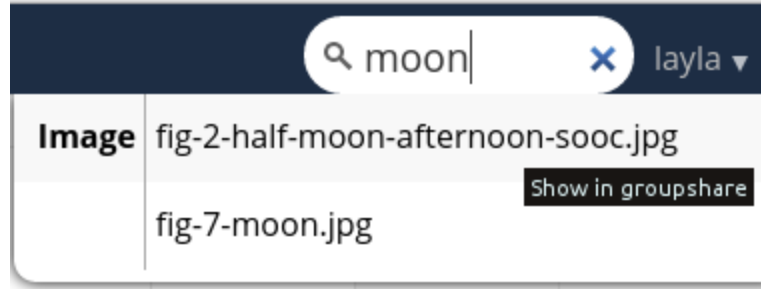 moon layla ▼
Image fig-2-half-moon-afternoon-sooc.jpg
Show in groupshare
fig-7-moon.jpg